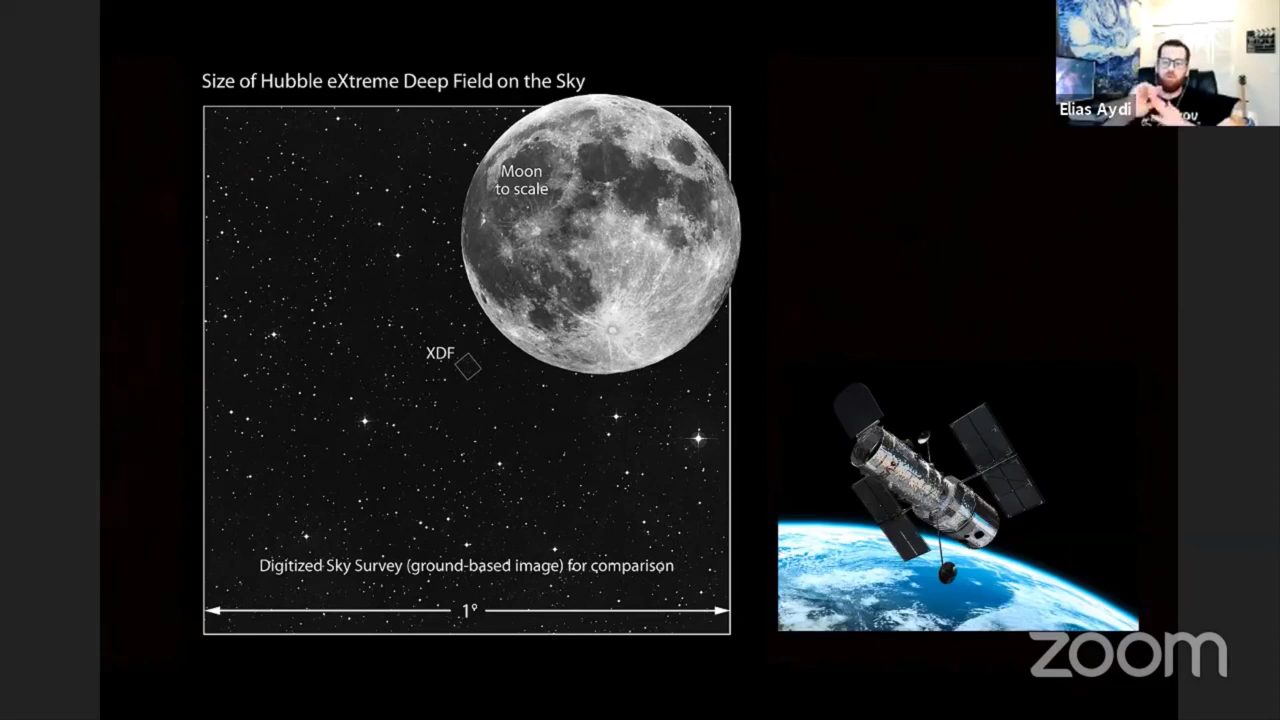 Size of Hubble eXtreme Deep Field on the Sky
Moon
to scale
XDF
Digitized Sky Survey (ground-based image) for comparison
1°
Elias Aydi
zoom